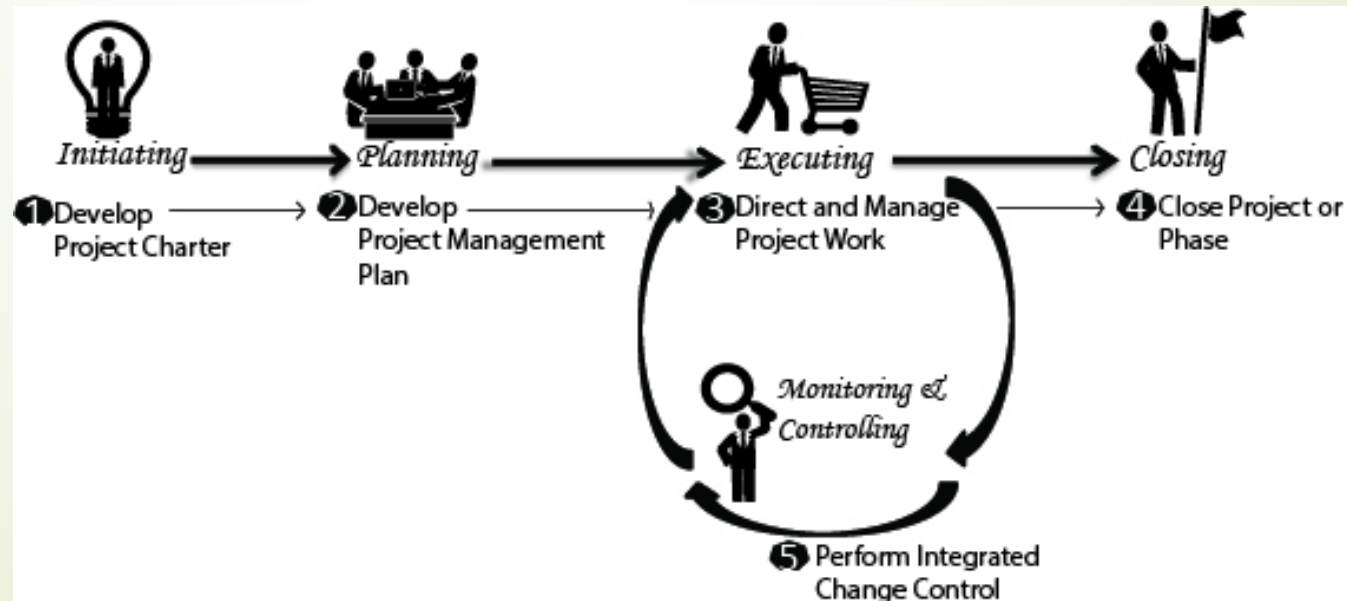 Initiating
Planning
Executing
Closing
1 Develop
Project Charter
2 Develop
Project Management
Plan
3 Direct and Manage
Project Work
4 Close Project or
Phase
Monitoring &
Controlling
5 Perform Integrated
Change Control